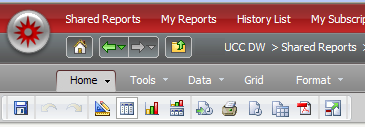 Shared Reports My Reports History List My Subscrip
UCC DW > Shared Reports >
Home Tools Data Grid Format